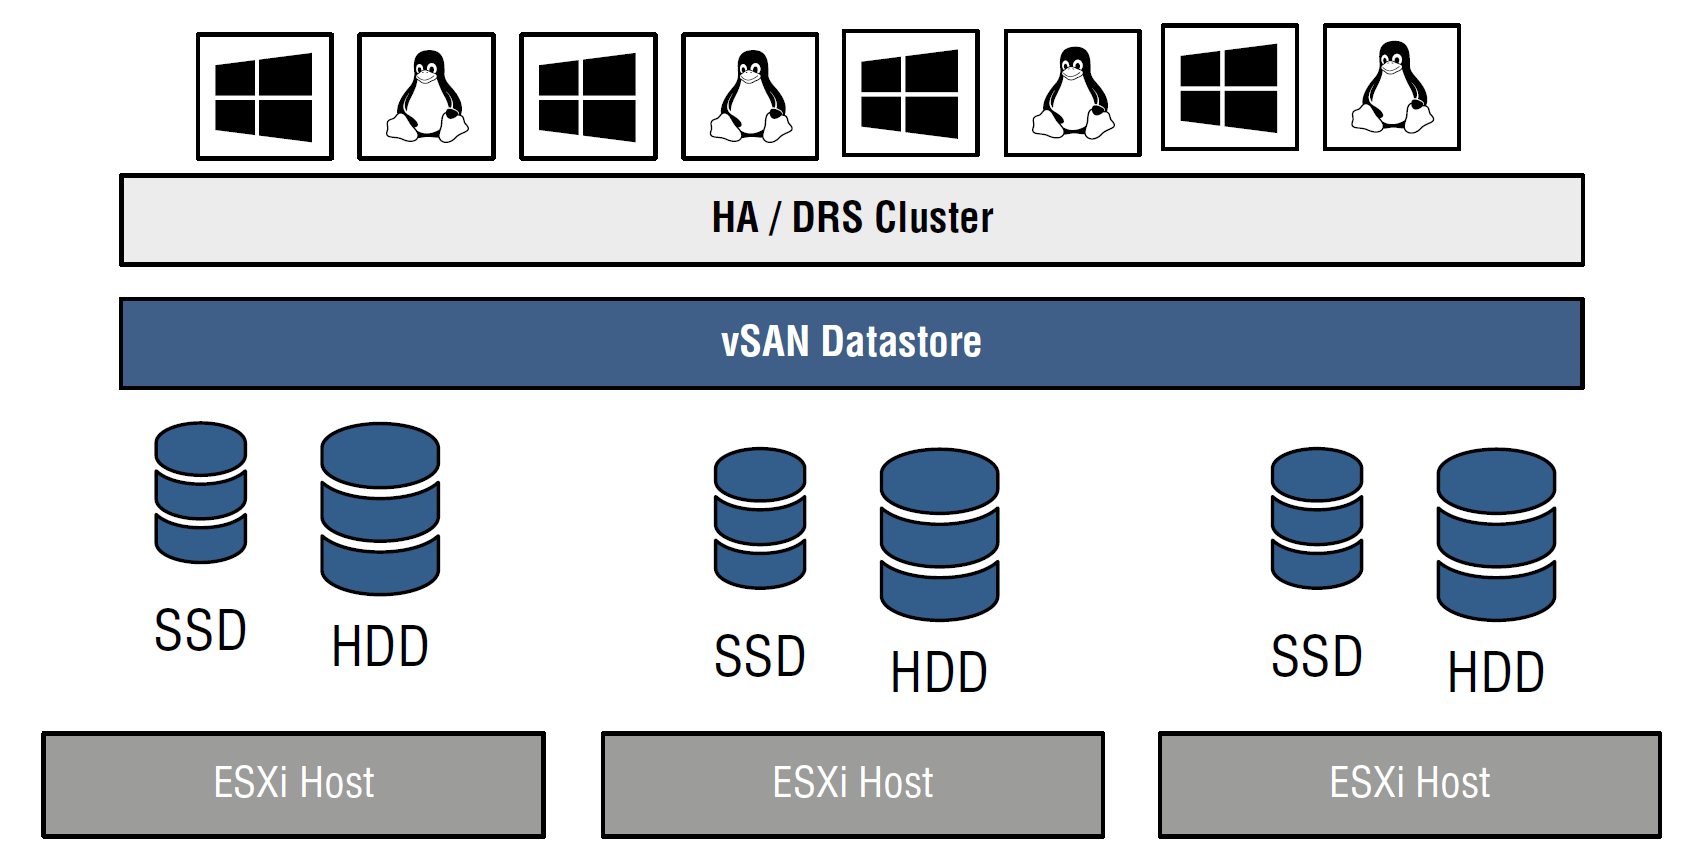 HA / DRS Cluster
vSAN Datastore
SSD
HDD
SSD
HDD
SSD
HDD
ESXi Host
ESXi Host
ESXi Host